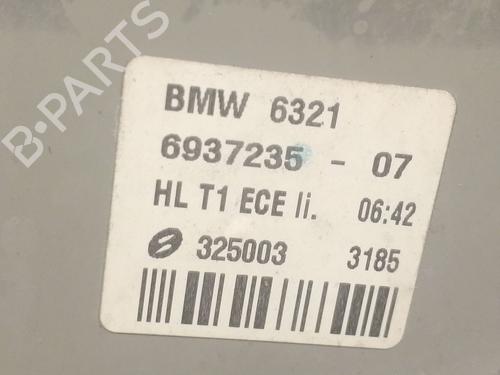 B-PARTS
BMW 6321
6937235 - 07
HL T1 ECE li. 06:42
325003 3185